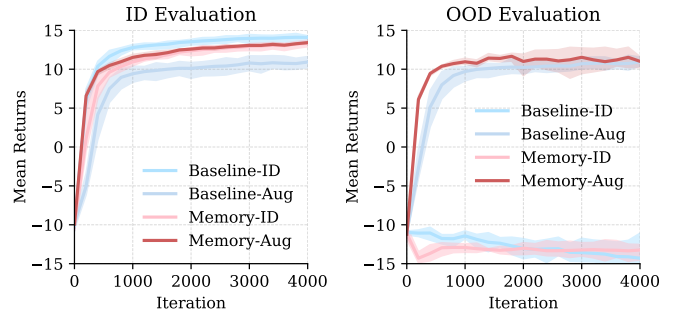 ID Evaluation
15
10
5
0
−5
−10
−15
Mean Returns
Baseline-ID
Baseline-Aug
Memory-ID
Memory-Aug
0 1000 2000 3000 4000
Iteration
OOD Evaluation
15
10
5
0
−5
−10
−15
Mean Returns
Baseline-ID
Baseline-Aug
Memory-ID
Memory-Aug
0 1000 2000 3000 4000
Iteration